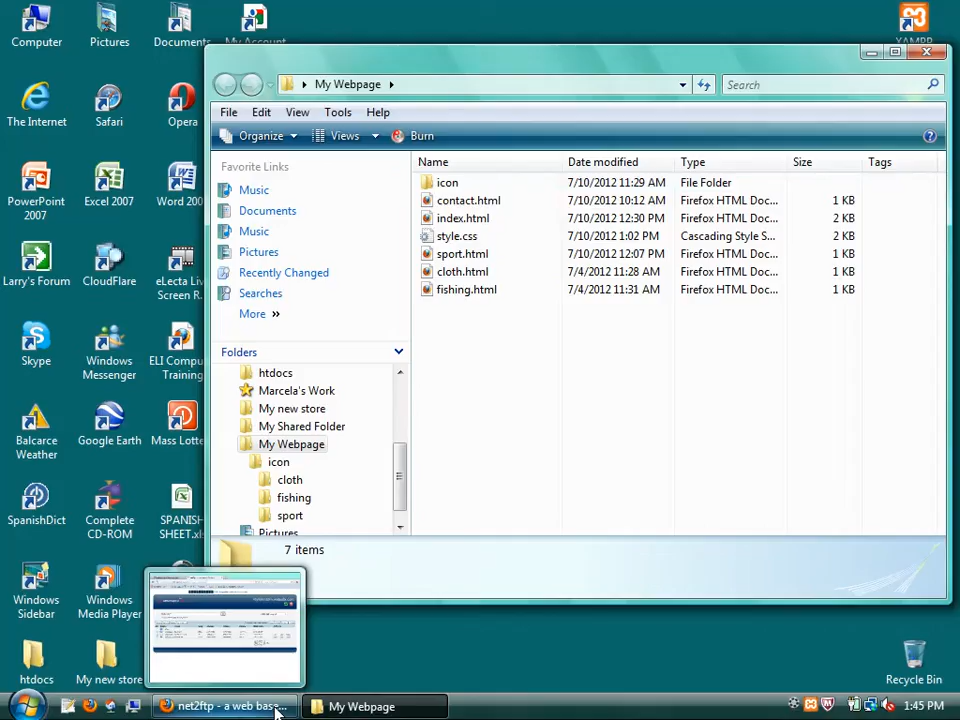 Computer
Pictures
Documents
My Account
XAMPP
The Internet
Safari
Opera
PowerPoint 2007
Excel 2007
Word 200
Larry's Forum
CloudFlare
eLecta Liv
Screen R.
Skype
Windows Messenger
ELI Compu
Training
Balcarce Weather
Google Earth
Mass Lotte
SpanishDict
Complete CD-ROM
SPANISH
SHEET.xls
Windows Sidebar
Windows Media Player
htdocs
My new store
Recycle Bin
My Webpage
Search
File Edit View Tools Help
Organize Views Burn
Favorite Links
Music
Documents
Music
Pictures
Recently Changed
Searches
More »
Folders
htdocs
Marcela's Work
My new store
My Shared Folder
My Webpage
icon
cloth
fishing
sport
Pictures
Name Date modified Type Size Tags
icon 7/10/2012 11:29 AM File Folder
contact.html 7/10/2012 10:12 AM Firefox HTML Doc... 1 KB
index.html 7/10/2012 12:30 PM Firefox HTML Doc... 2 KB
style.css 7/10/2012 1:02 PM Cascading Style S... 2 KB
sport.html 7/10/2012 12:07 PM Firefox HTML Doc... 1 KB
cloth.html 7/4/2012 11:28 AM Firefox HTML Doc... 1 KB
fishing.html 7/4/2012 11:31 AM Firefox HTML Doc... 1 KB
7 items
net2ftp - a web base...
My Webpage
1:45 PM